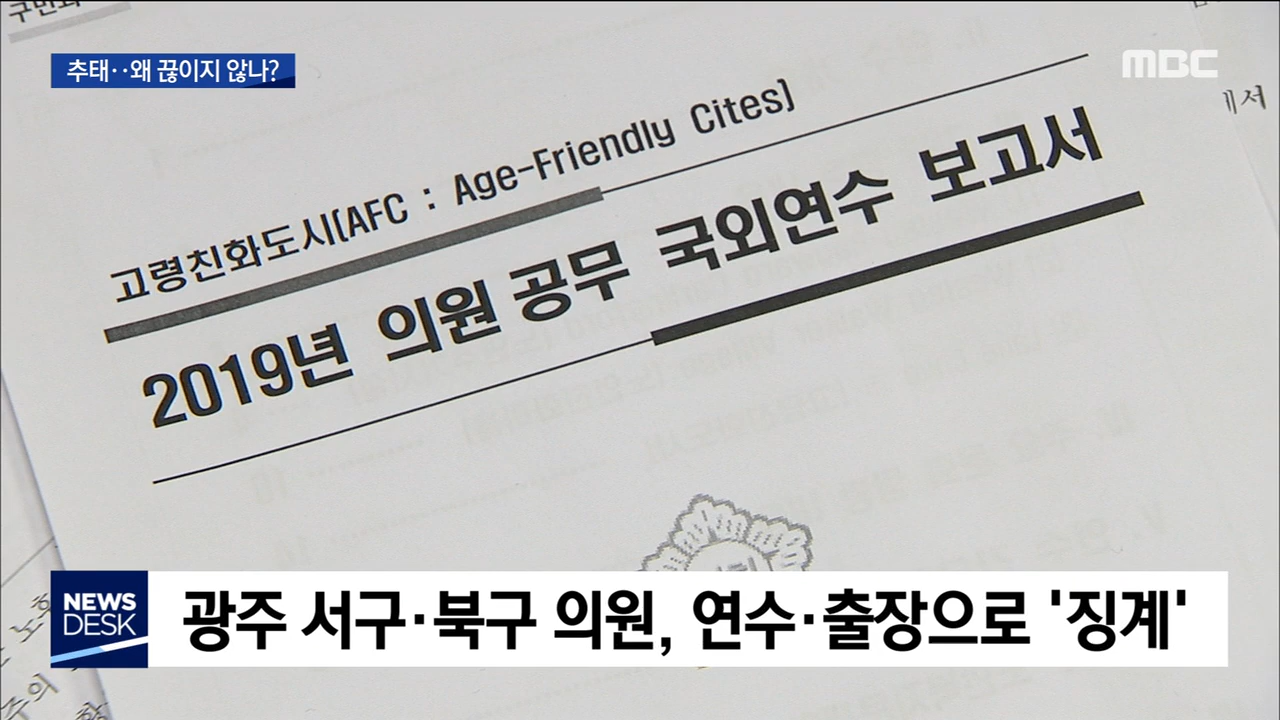 추태‥왜 끊이지 않나?
MBC
고령친화도시(AFC : Age-Friendly Cites)
2019년 의원 공무 국외연수 보고서
NEWS
DESK
광주 서구·북구 의원, 연수·출장으로 '징계'